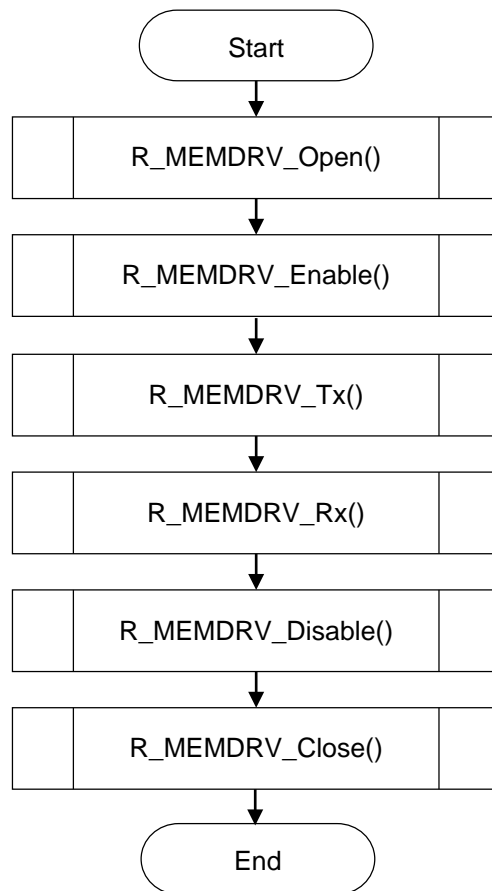 Start
R_MEMDRV_Open()
R_MEMDRV_Enable()
R_MEMDRV_Tx()
R_MEMDRV_Rx()
R_MEMDRV_Disable()
R_MEMDRV_Close()
End